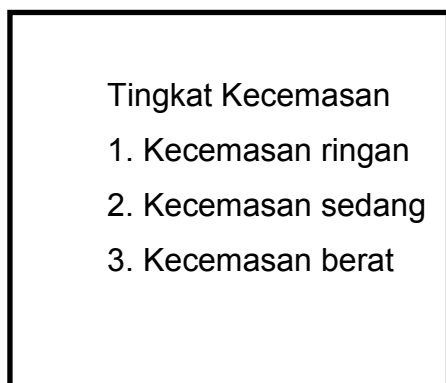 Tingkat Kecemasan
1. Kecemasan ringan
2. Kecemasan sedang
3. Kecemasan berat